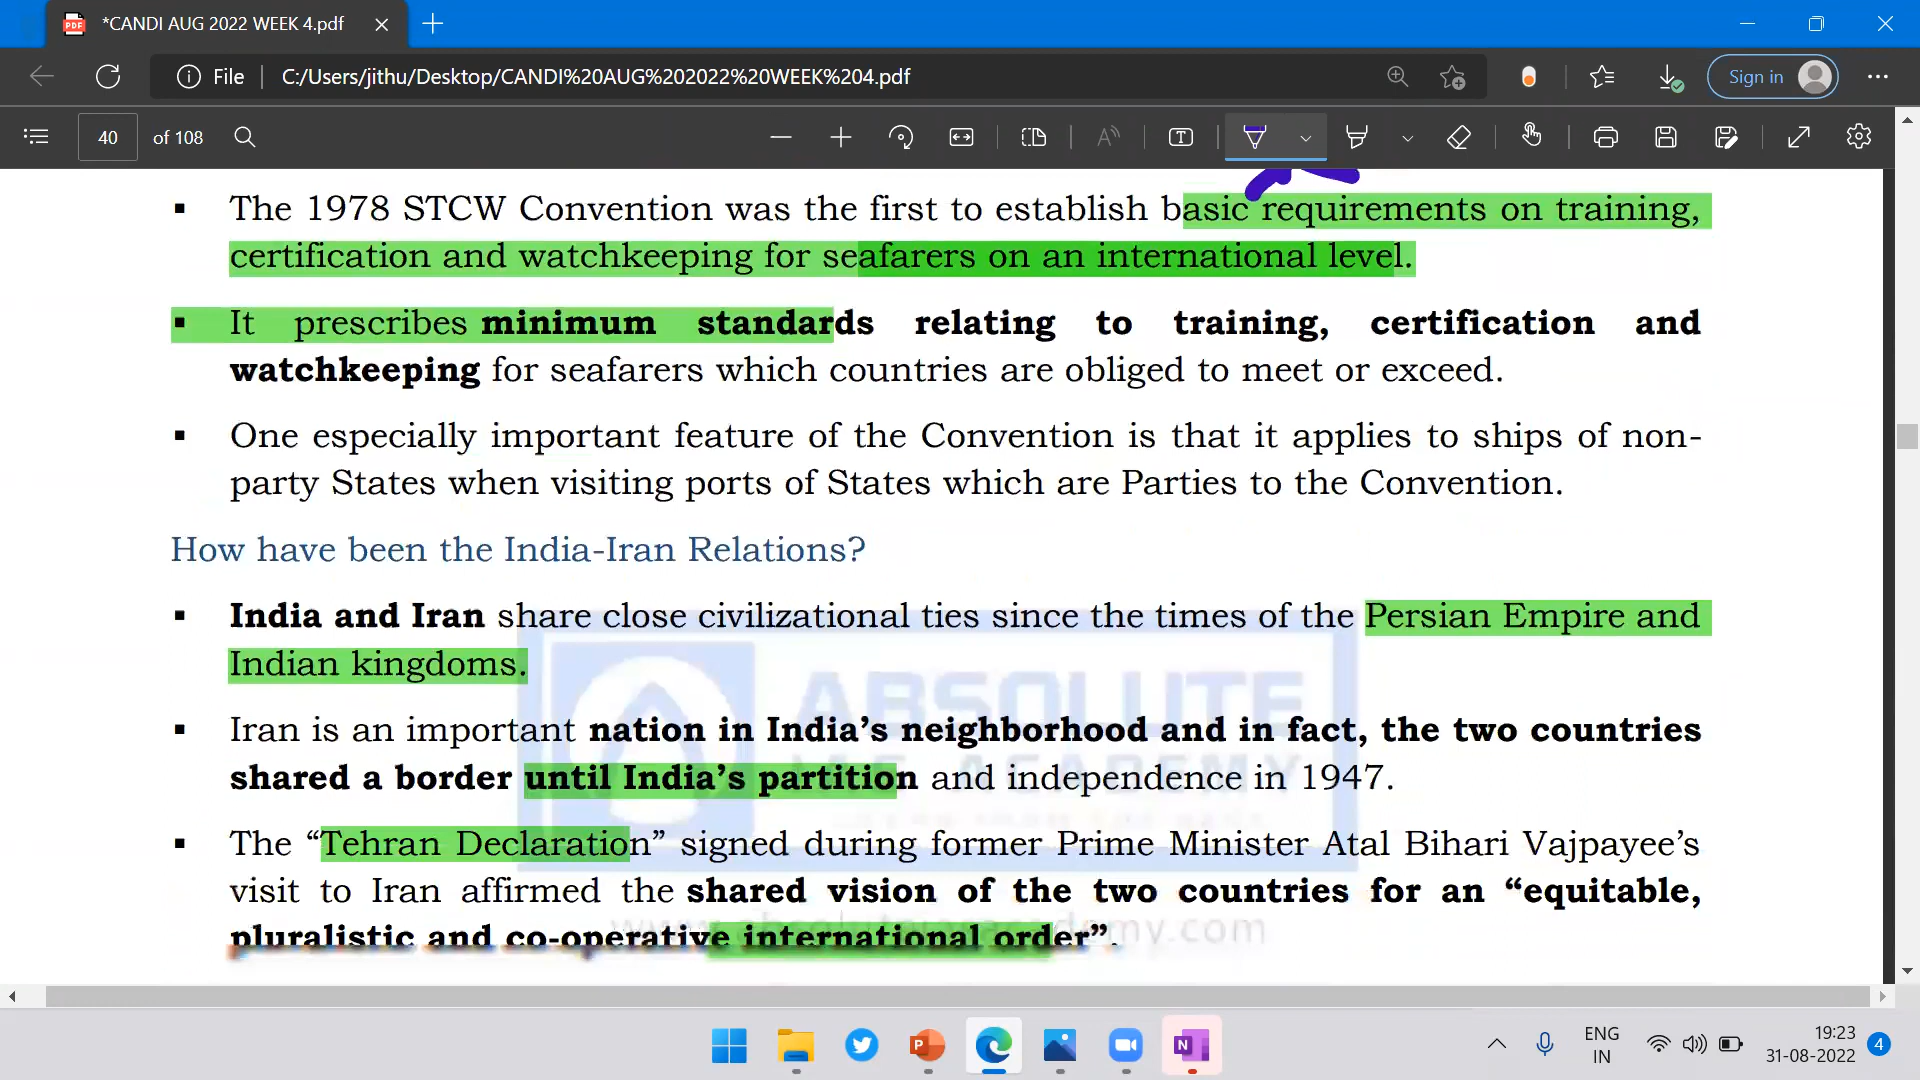 *CANDI AUG 2022 WEEK 4.pdf
File
C:/Users/jithu/Desktop/CANDI%20AUG%202022%20WEEK%204.pdf
Sign in
40 of 108
▪ The 1978 STCW Convention was the first to establish basic requirements on training,
certification and watchkeeping for seafarers on an international level.
▪ It prescribes minimum standards relating to training, certification and
watchkeeping for seafarers which countries are obliged to meet or exceed.
▪ One especially important feature of the Convention is that it applies to ships of non-
party States when visiting ports of States which are Parties to the Convention.
How have been the India-Iran Relations?
▪ India and Iran share close civilizational ties since the times of the Persian Empire and
Indian kingdoms.
▪ Iran is an important nation in India’s neighborhood and in fact, the two countries
shared a border until India’s partition and independence in 1947.
▪ The “Tehran Declaration” signed during former Prime Minister Atal Bihari Vajpayee’s
visit to Iran affirmed the shared vision of the two countries for an “equitable,
pluralistic and co-operative international order”.
ABSOLUTE
ACADEMY
ENG
IN
19:23
31-08-2022
4